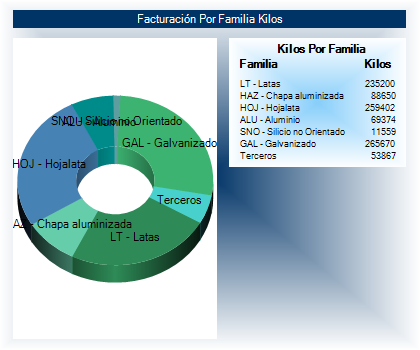 Facturación Por Familia Kilos
SNO - Silicio no Orientado
ALU - Aluminio
GAL - Galvanizado
HOJ - Hojalata
Terceros
AZ - Chapa aluminizada
LT - Latas
Kilos Por Familia
Familia Kilos
LT - Latas 235200
HAZ - Chapa aluminizada 88650
HOJ - Hojalata 259402
ALU - Aluminio 69374
SNO - Silicio no Orientado 11559
GAL - Galvanizado 265670
Terceros 53867